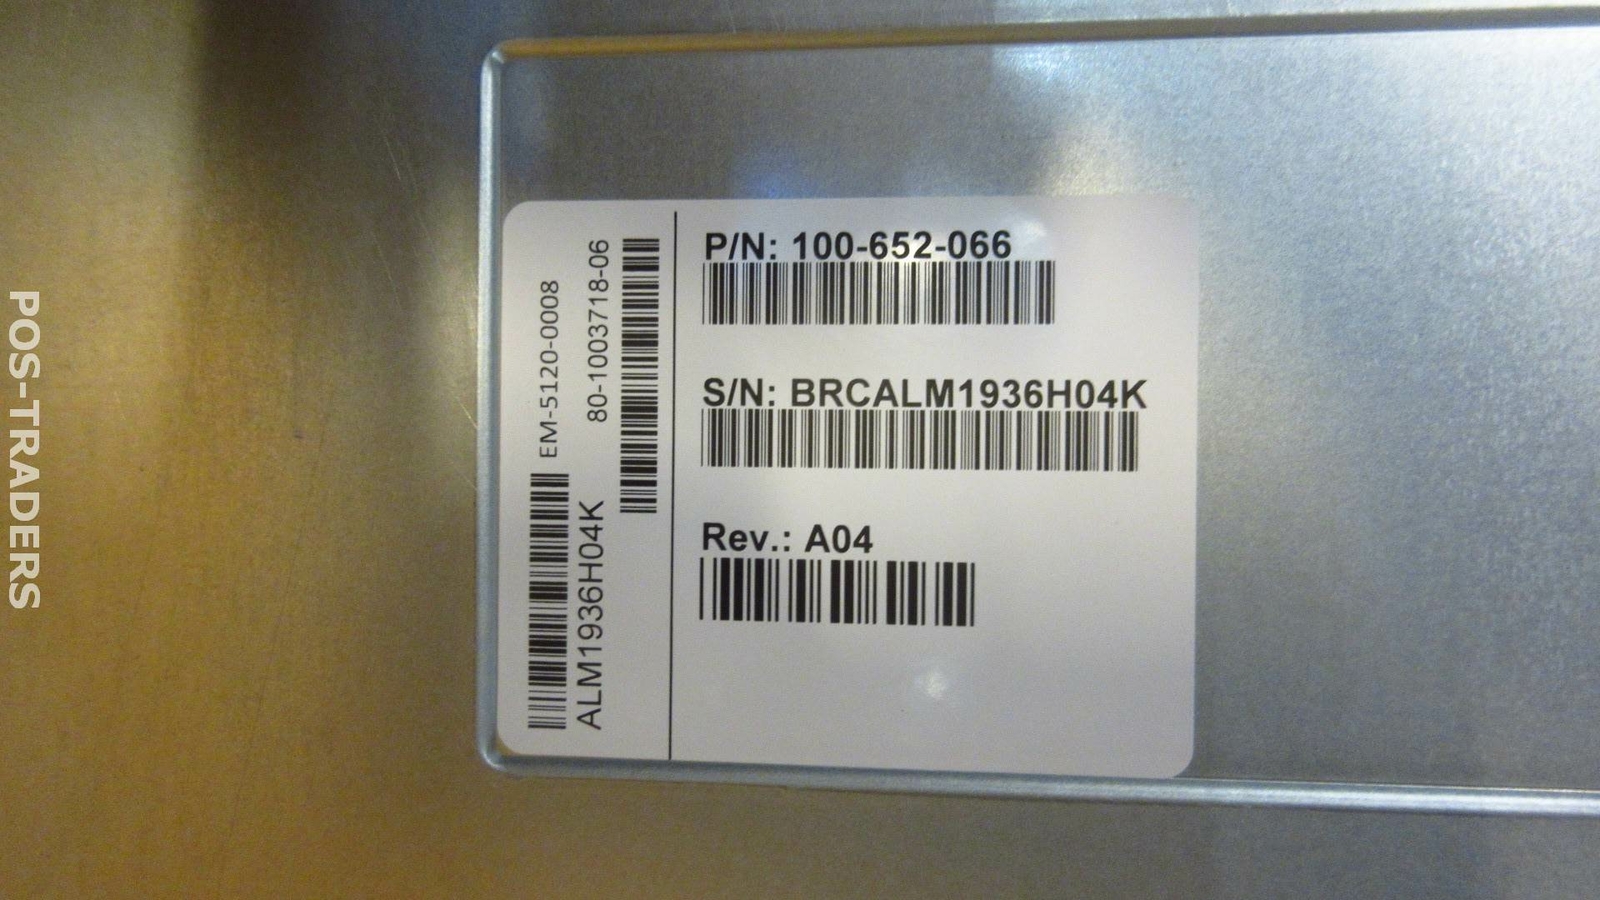 POS-TRADERS
EM-5120-0008
ALM1936H04K
80-1003718-06
P/N: 100-652-066
S/N: BRCALM1936H04K
Rev.: A04